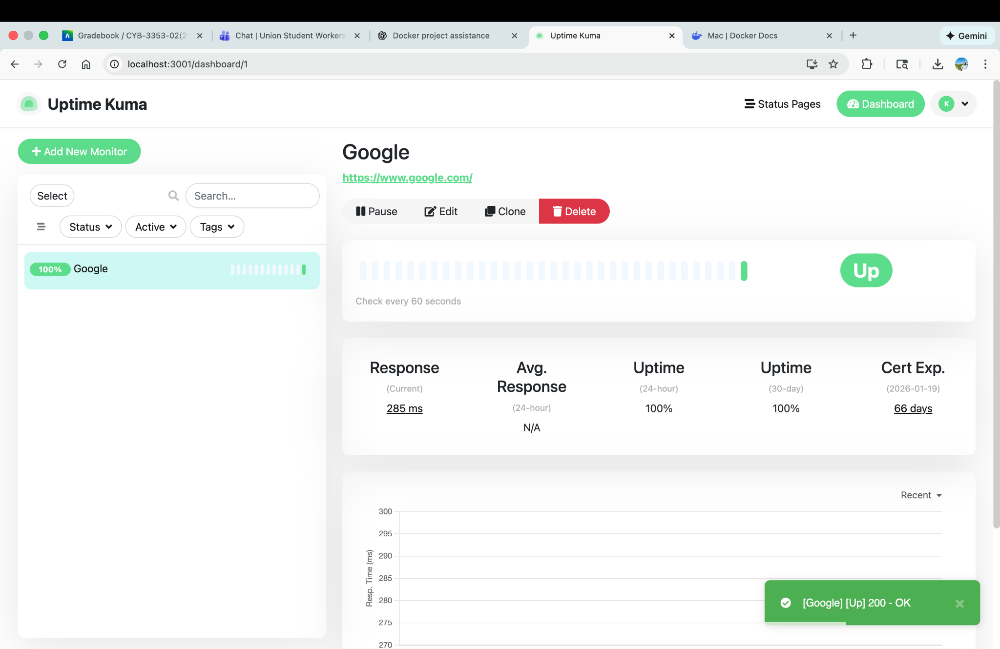 Gradebook / CYB-3353-02(2
Chat | Union Student Workers
Docker project assistance
Uptime Kuma
Mac | Docker Docs
Gemini
localhost:3001/dashboard/1
Uptime Kuma
Status Pages
Dashboard
K
Add New Monitor
Select
Search...
Status
Active
Tags
100%
Google
Google
https://www.google.com/
Pause
Edit
Clone
Delete
Up
Check every 60 seconds
Response
(Current)
285 ms
Avg.
Response
(24-hour)
N/A
Uptime
(24-hour)
100%
Uptime
(30-day)
100%
Cert Exp.
(2026-01-19)
66 days
Recent
Resp. Time (ms)
300
295
290
285
280
275
270
[Google] [Up] 200 - OK